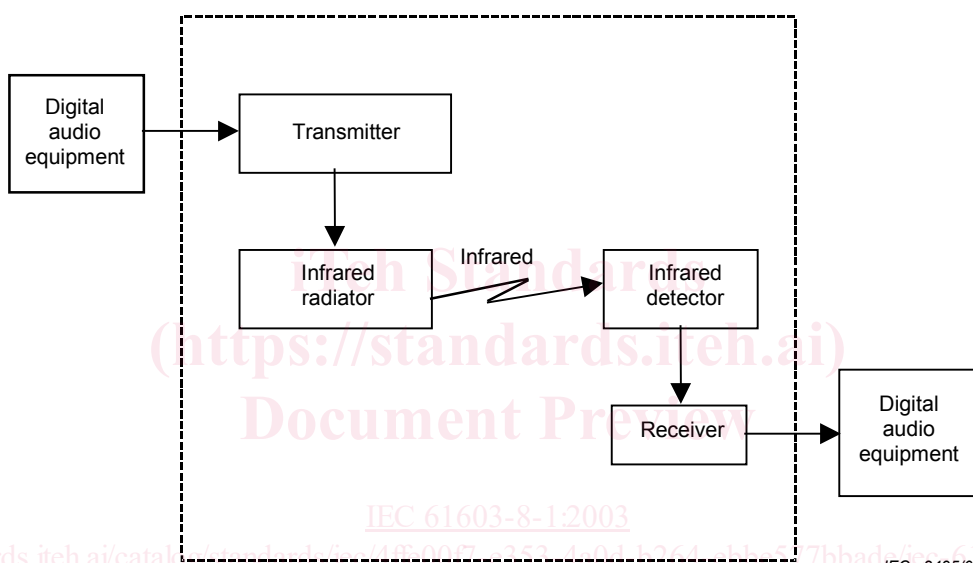 Digital
audio
equipment
Transmitter
Infrared
radiator
Infrared
Infrared
detector
Receiver
Digital
audio
equipment
iTeh Standards
(https://standards.iteh.ai)
Document Preview
IEC 61603-8-1:2003